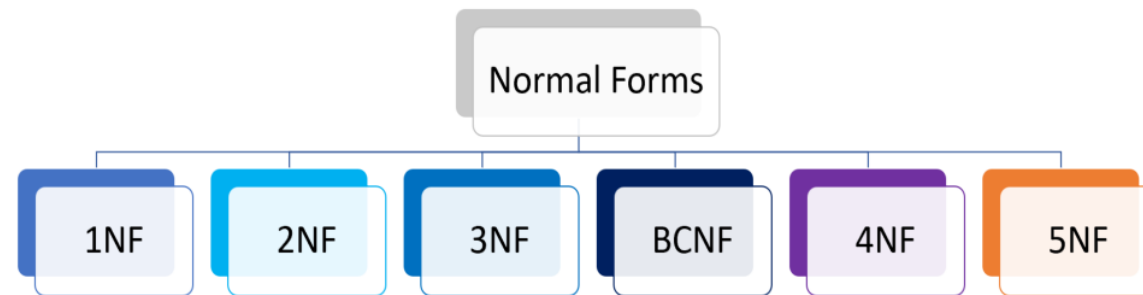 Normal Forms
1NF
2NF
3NF
BCNF
4NF
5NF